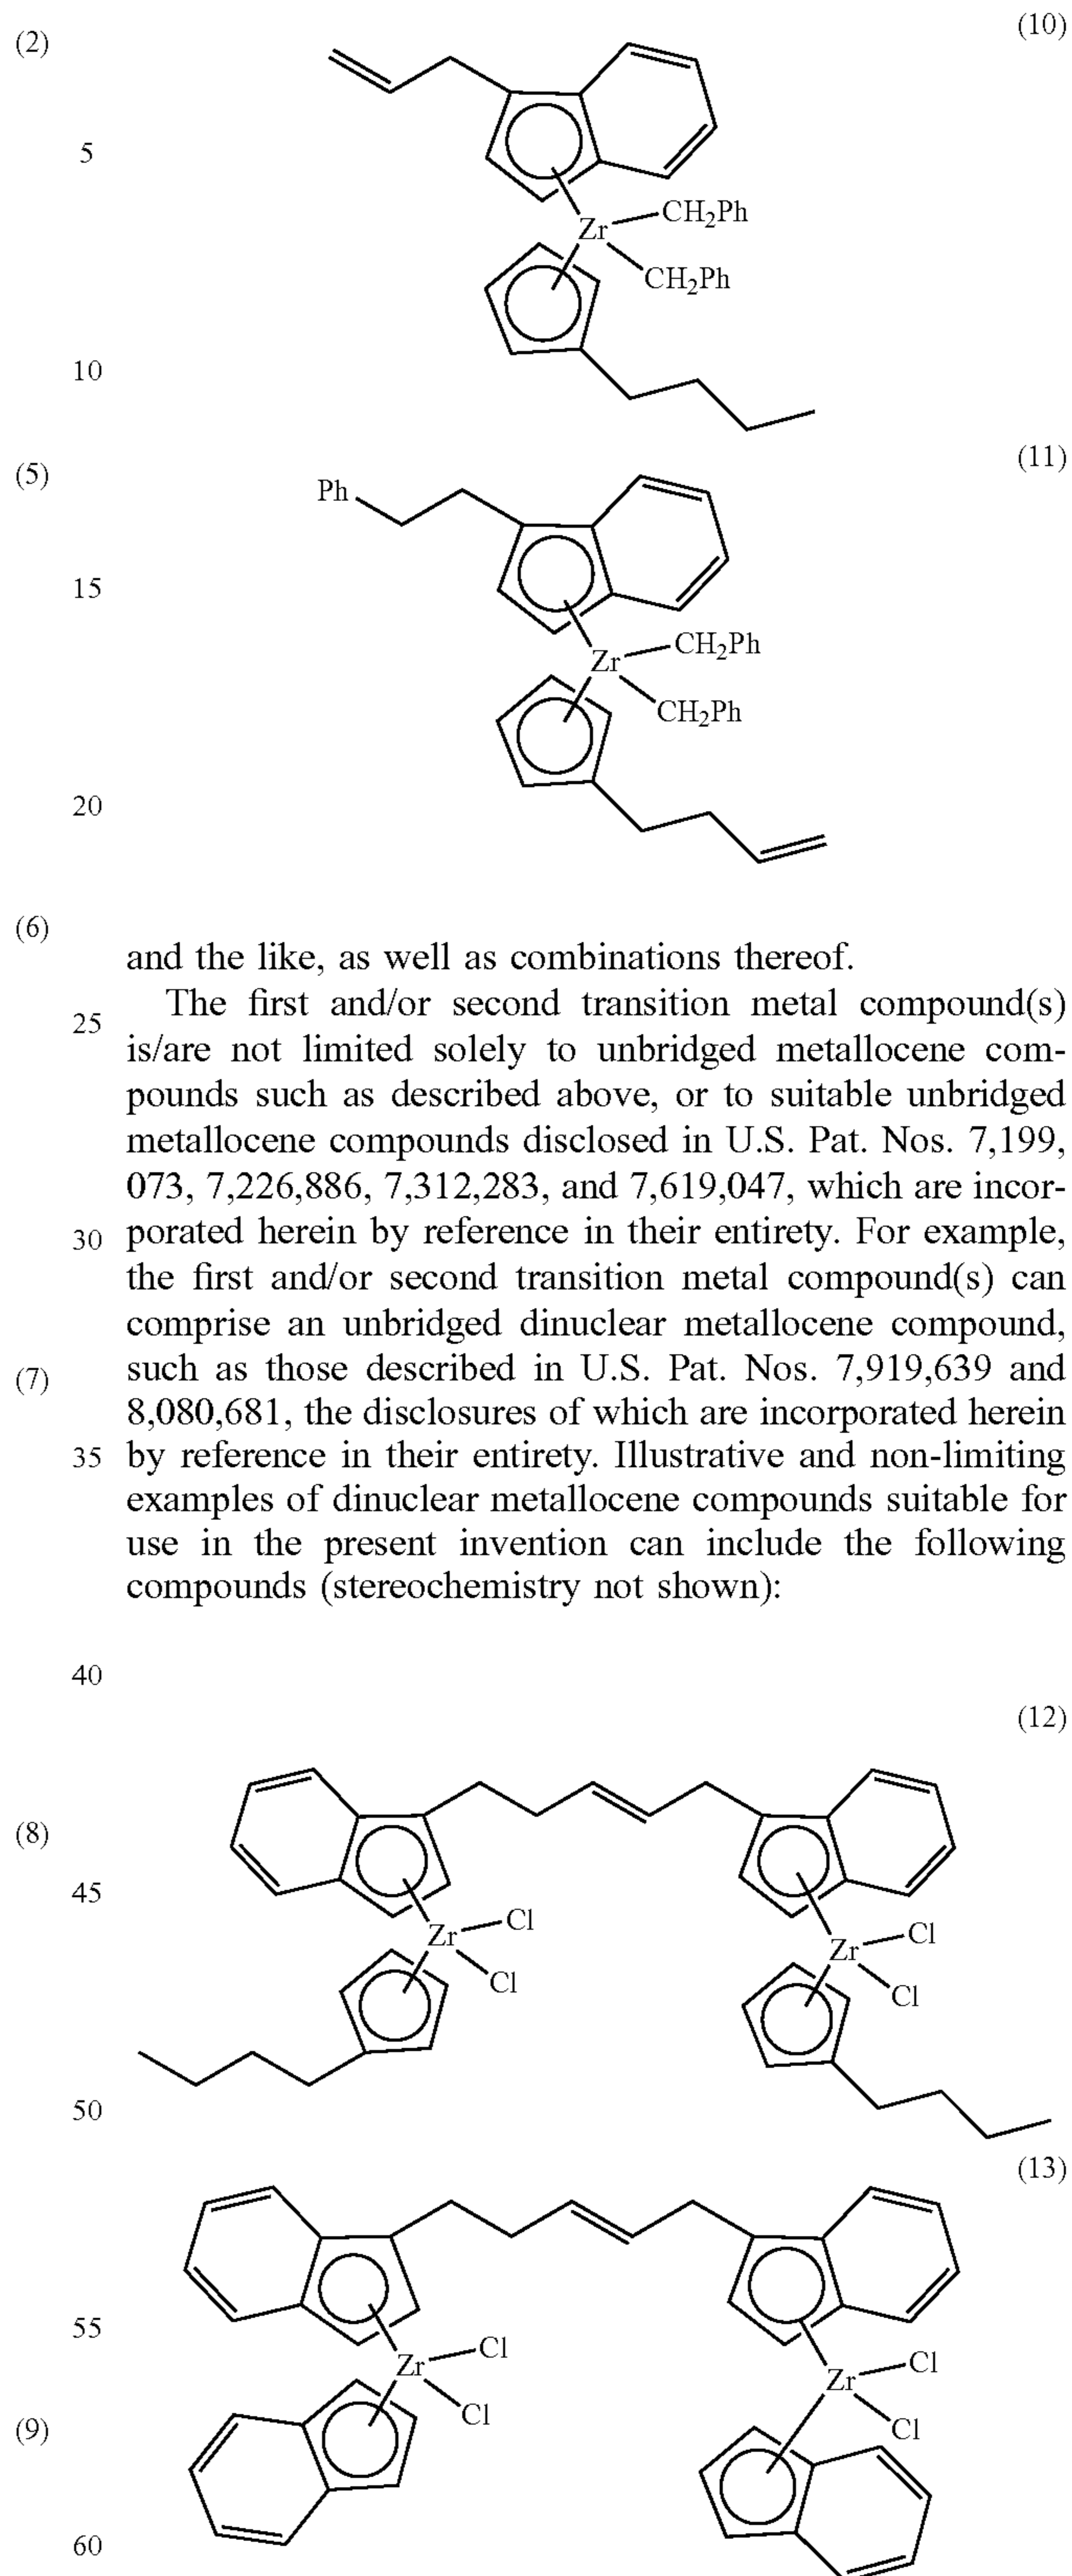 (2)
(10)
5
CH2Ph
Zr
CH2Ph
10
(5)
(11)
Ph
15
CH2Ph
Zr
CH2Ph
20
(6)
and the like, as well as combinations thereof.
The first and/or second transition metal compound(s)
25
is/are not limited solely to unbridged metallocene com-
pounds such as described above, or to suitable unbridged
metallocene compounds disclosed in U.S. Pat. Nos. 7,199,
073, 7,226,886, 7,312,283, and 7,619,047, which are incor-
30 porated herein by reference in their entirety. For example,
the first and/or second transition metal compound(s) can
comprise an unbridged dinuclear metallocene compound,
(7) such as those described in U.S. Pat. Nos. 7,919,639 and
8,080,681, the disclosures of which are incorporated herein
35 by reference in their entirety. Illustrative and non-limiting
examples of dinuclear metallocene compounds suitable for
use in the present invention can include the following
compounds (stereochemistry not shown):
40
(12)
(8)
45
Cl
Zr
Cl
Cl
Zr
Cl
50
(13)
55
Cl
Zr
Cl
Cl
Zr
Cl
(9)
60